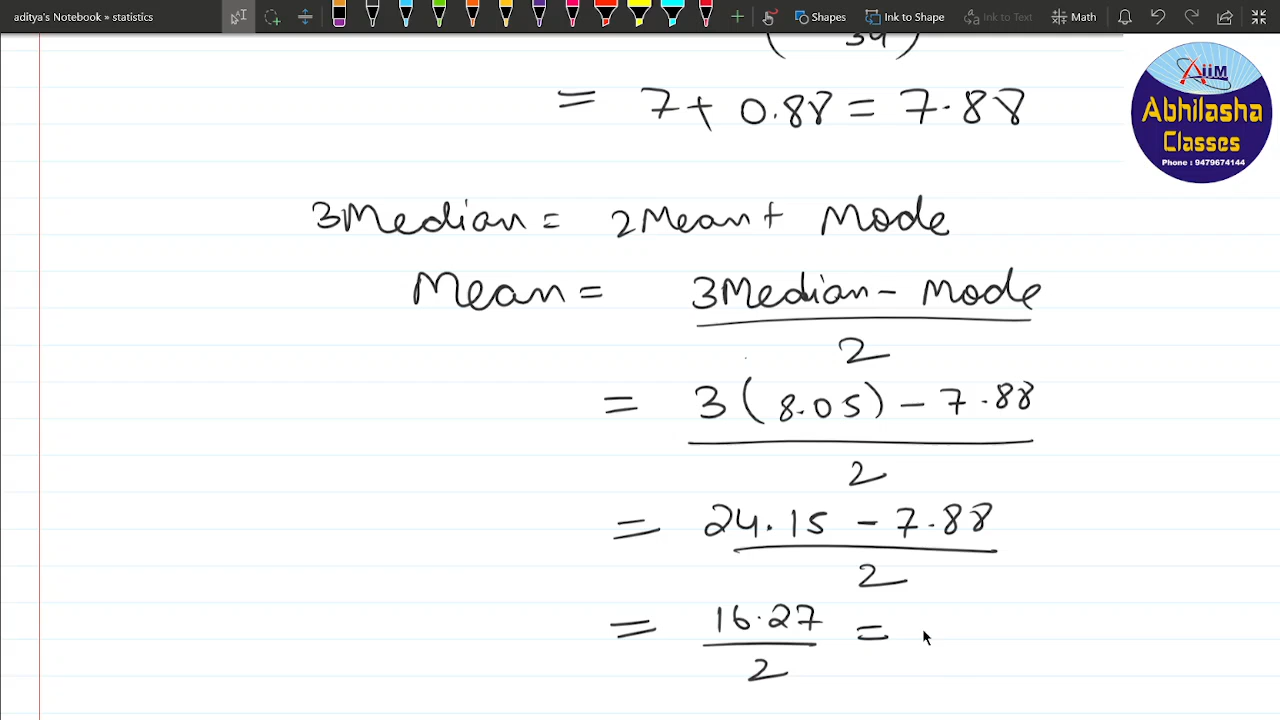 aditya's Notebook » statistics
Shapes
Ink to Shape
Ink to Text
Math
AIIM
Abhilasha
Classes
Phone : 9479674144
( 34 )
= 7 + 0.88 = 7.88
3Median = 2Mean + Mode
Mean = 3Median - Mode
2
= 3 (8.05) - 7.88
2
= 24.15 - 7.88
2
= 16.27 =
2